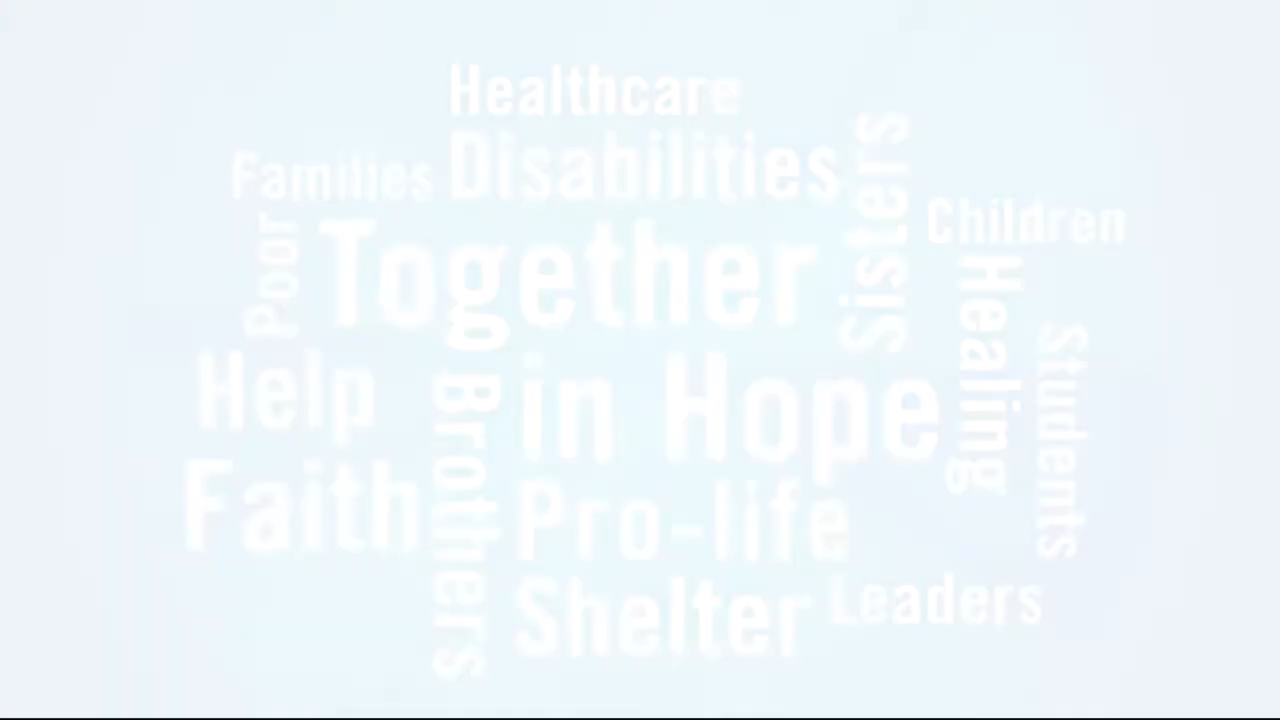 Healthcare
Families
Disabilities
Sisters
Children
Poor
Together
Healing
Students
Help
Brothers
in Hope
Faith
Pro-life
Shelter
Leaders